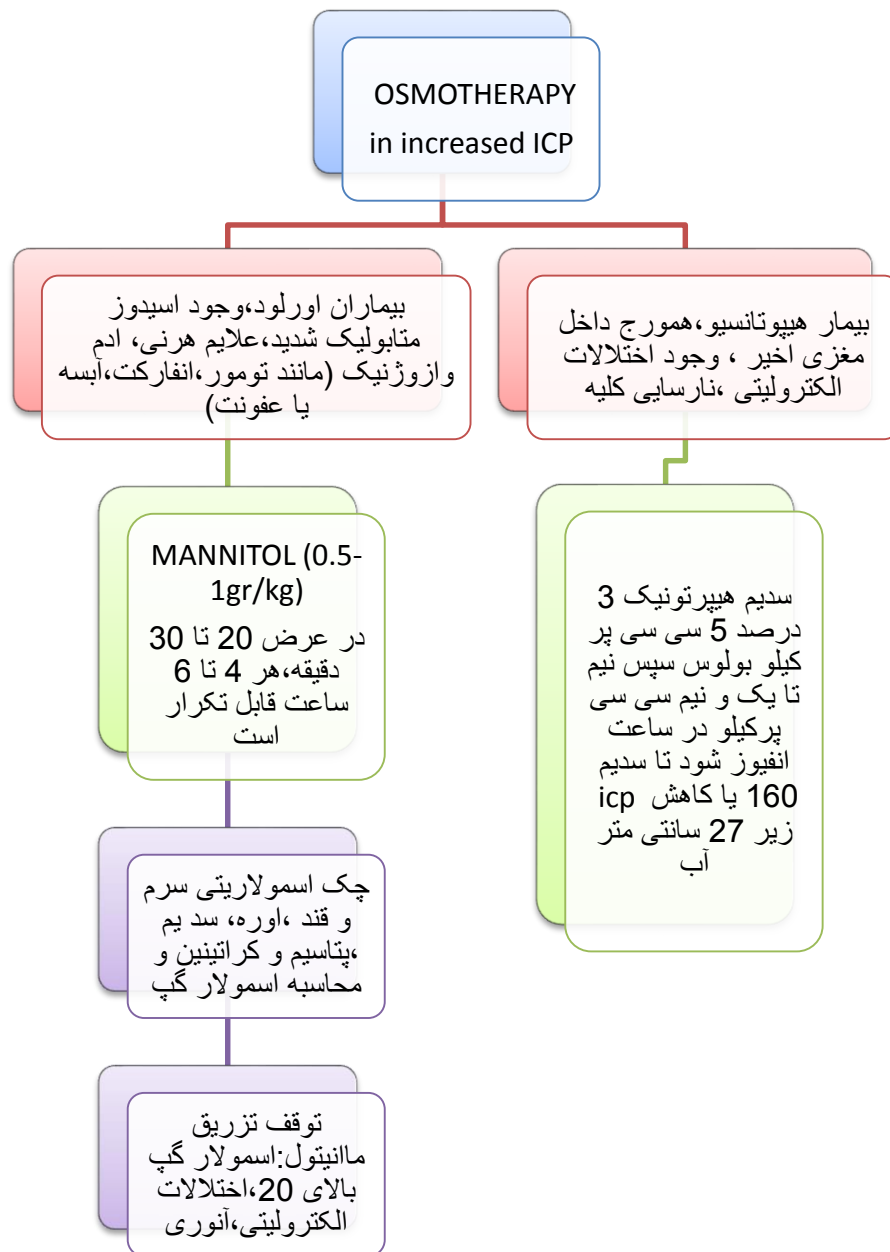 OSMOTHERAPY
in increased ICP
بیماران اورلود،وجود اسیدوز
متابولیک شدید،علایم هرنی، ادم
وازوژنیک (مانند تومور،انفارکت،آبسه
یا عفونت)
بیمار هیپوتانسیو،همورج داخل
مغزی اخیر ، وجود اختلالات
الکترولیتی ،نارسایی کلیه
MANNITOL (0.5-
1gr/kg)
در عرض 20 تا 30
دقیقه،هر 4 تا 6
ساعت قابل تکرار
است
سدیم هیپرتونیک 3
درصد 5 سی سی پر
کیلو بولوس سپس نیم
تا یک و نیم سی سی
پرکیلو در ساعت
انفیوز شود تا سدیم
160 یا کاهش icp
زیر 27 سانتی متر
آب
چک اسمولاریتی سرم
و قند ،اوره، سد یم
،پتاسیم و کراتینین و
محاسبه اسمولار گپ
توقف تزریق
ماانیتول:اسمولار گپ
بالای 20،اختلالات
الکترولیتی،آنوری